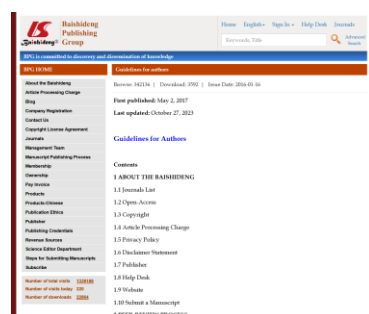 Baishideng
Publishing
Baishideng® Group
Home English Sign In Help Desk Journals
Keywords, Title
Advanced
Search
BPG is committed to discovery and dissemination of knowledge
BPG HOME
About the Baishideng
Article Processing Charge
Blog
Company Registration
Contact Us
Copyright License Agreement
Journals
Management Team
Manuscript Publishing Process
Membership
Ownership
Pay Invoice
Products
Products-Chinese
Publication Ethics
Publisher
Publishing Credentials
Revenue Sources
Science Editor Department
Steps for Submitting Manuscripts
Subscribe
Number of total visits
Number of visits today
Number of downloads
Guidelines for authors
Browse: 342136 | Download: 3592 | Issue Date: 2016-01-16
First published: May 2, 2017
Last updated: October 27, 2023
Guidelines for Authors
Contents
1 ABOUT THE BAISHIDENG
1.1 Journals List
1.2 Open-Access
1.3 Copyright
1.4 Article Processing Charge
1.5 Privacy Policy
1.6 Disclaimer Statement
1.7 Publisher
1.8 Help Desk
1.9 Website
1.10 Submit a Manuscript